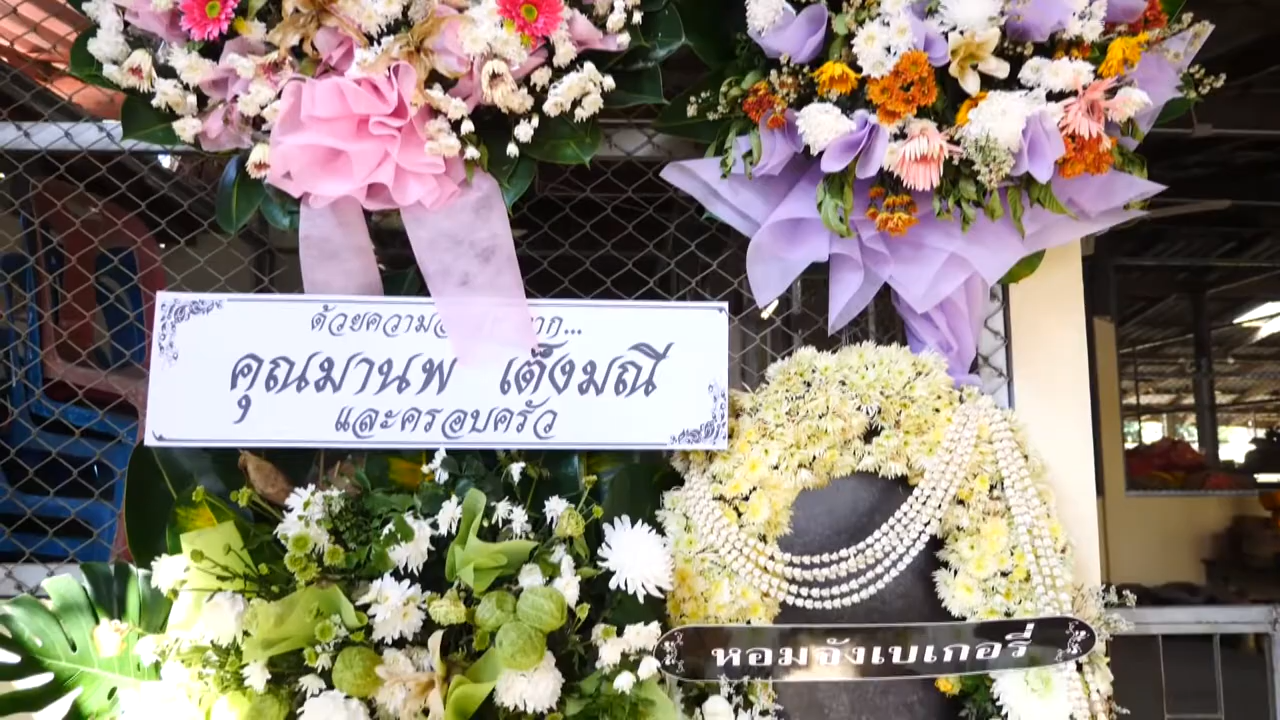 ด้วยความ
คุณมานพ เต็งมณี
และครอบครัว
หอมจังเบเกอรี่